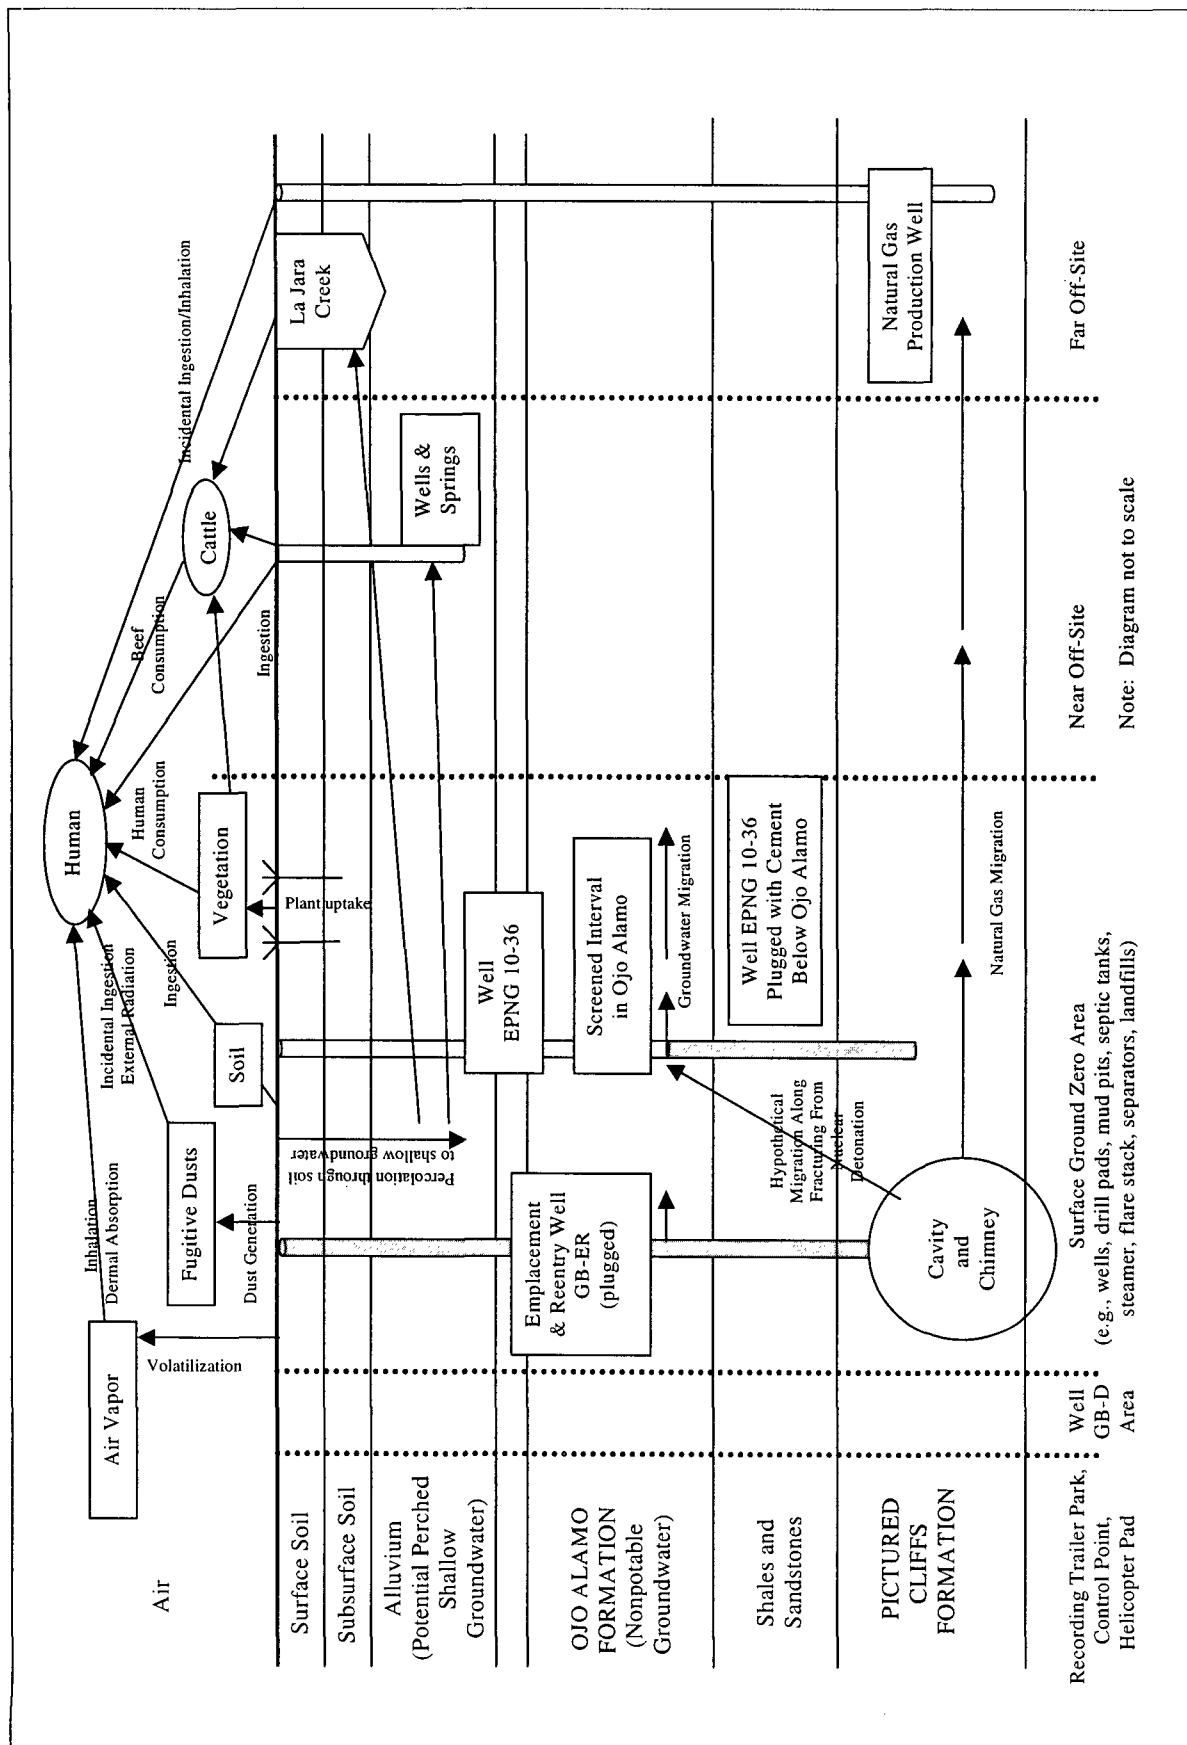 Air
Air Vapor
Volatilization
Inhalation
Dermal Absorption
Fugitive Dusts
Dust Generation
Incidental Ingestion
External Radiation
Soil
Ingestion
Human
Human
Consumption
Vegetation
Plant uptake
Beef
Consumption
Cattle
Ingestion
Incidental Ingestion/Inhalation
Surface Soil
Subsurface Soil
Alluvium
(Potential Perched
Shallow
Groundwater)
Percolation through soil
to shallow groundwater
Wells &
Springs
La Jara
Creek
OJO ALAMO
FORMATION
(Nonpotable
Groundwater)
Emplacement
& Reentry Well
GB-ER
(plugged)
Well
EPNG 10-36
Screened Interval
in Ojo Alamo
Groundwater Migration
Shales and
Sandstones
Hypothetical
Migration Along
Fracturing From
Nuclear
Detonation
Well EPNG 10-36
Plugged with Cement
Below Ojo Alamo
PICTURED
CLIFFS
FORMATION
Cavity
and
Chimney
Natural Gas Migration
Natural Gas
Production Well
Recording Trailer Park,
Control Point,
Helicopter Pad
Well
GB-D
Area
Surface Ground Zero Area
(e.g., wells, drill pads, mud pits, septic tanks,
steamer, flare stack, separators, landfills)
Near Off-Site
Far Off-Site
Note: Diagram not to scale